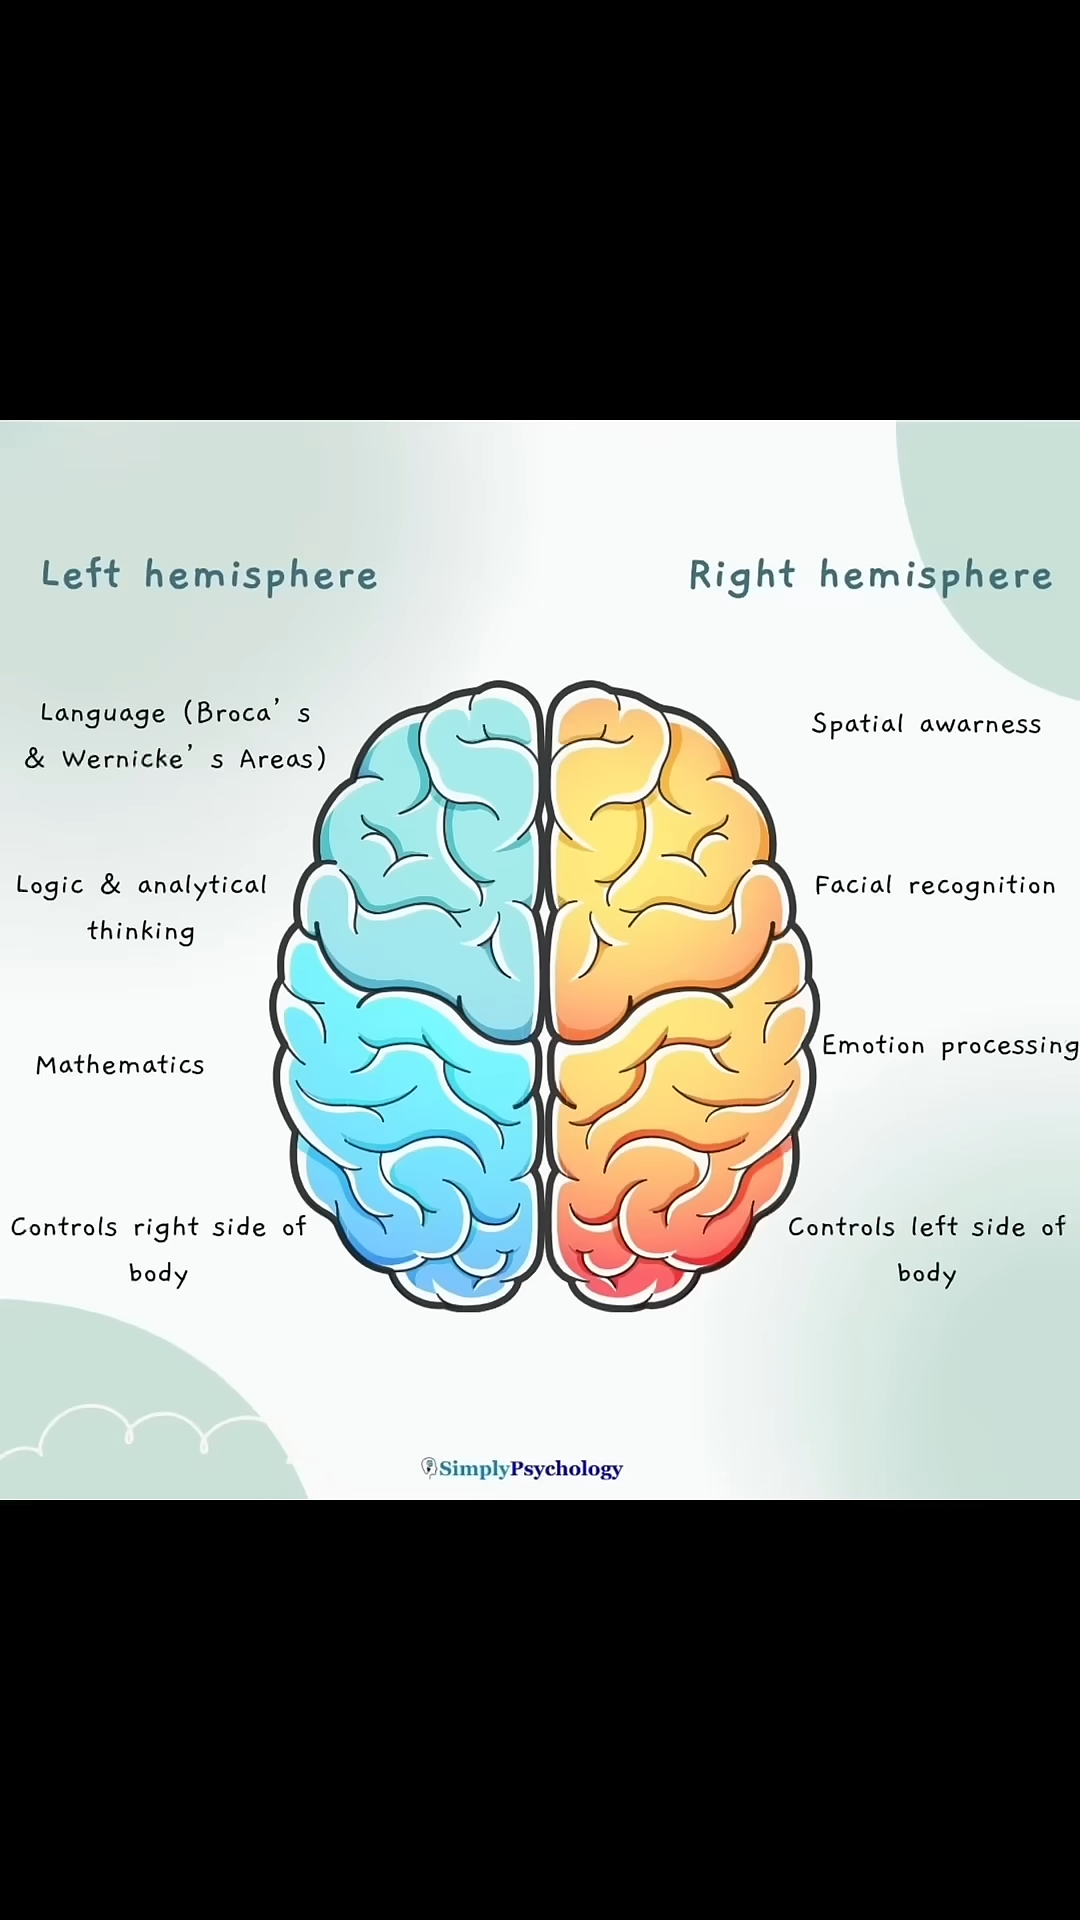 Left hemisphere
Right hemisphere
Language (Broca’s
& Wernicke’s Areas)
Spatial awarness
Logic & analytical
thinking
Facial recognition
Mathematics
Emotion processing
Controls right side of
body
Controls left side of
body
SimplyPsychology